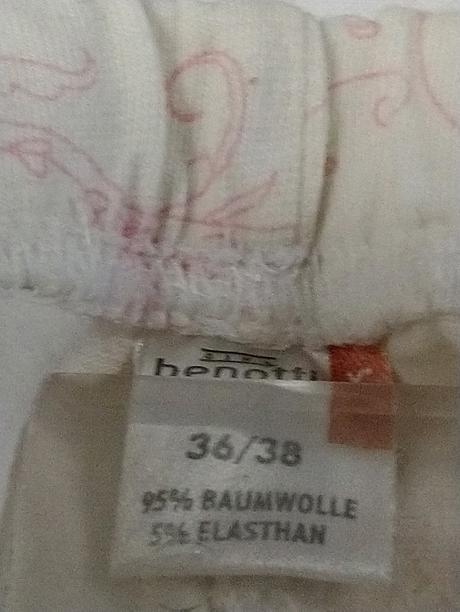 benotti
S
36/38
95% BAUMWOLLE
5% ELASTHAN